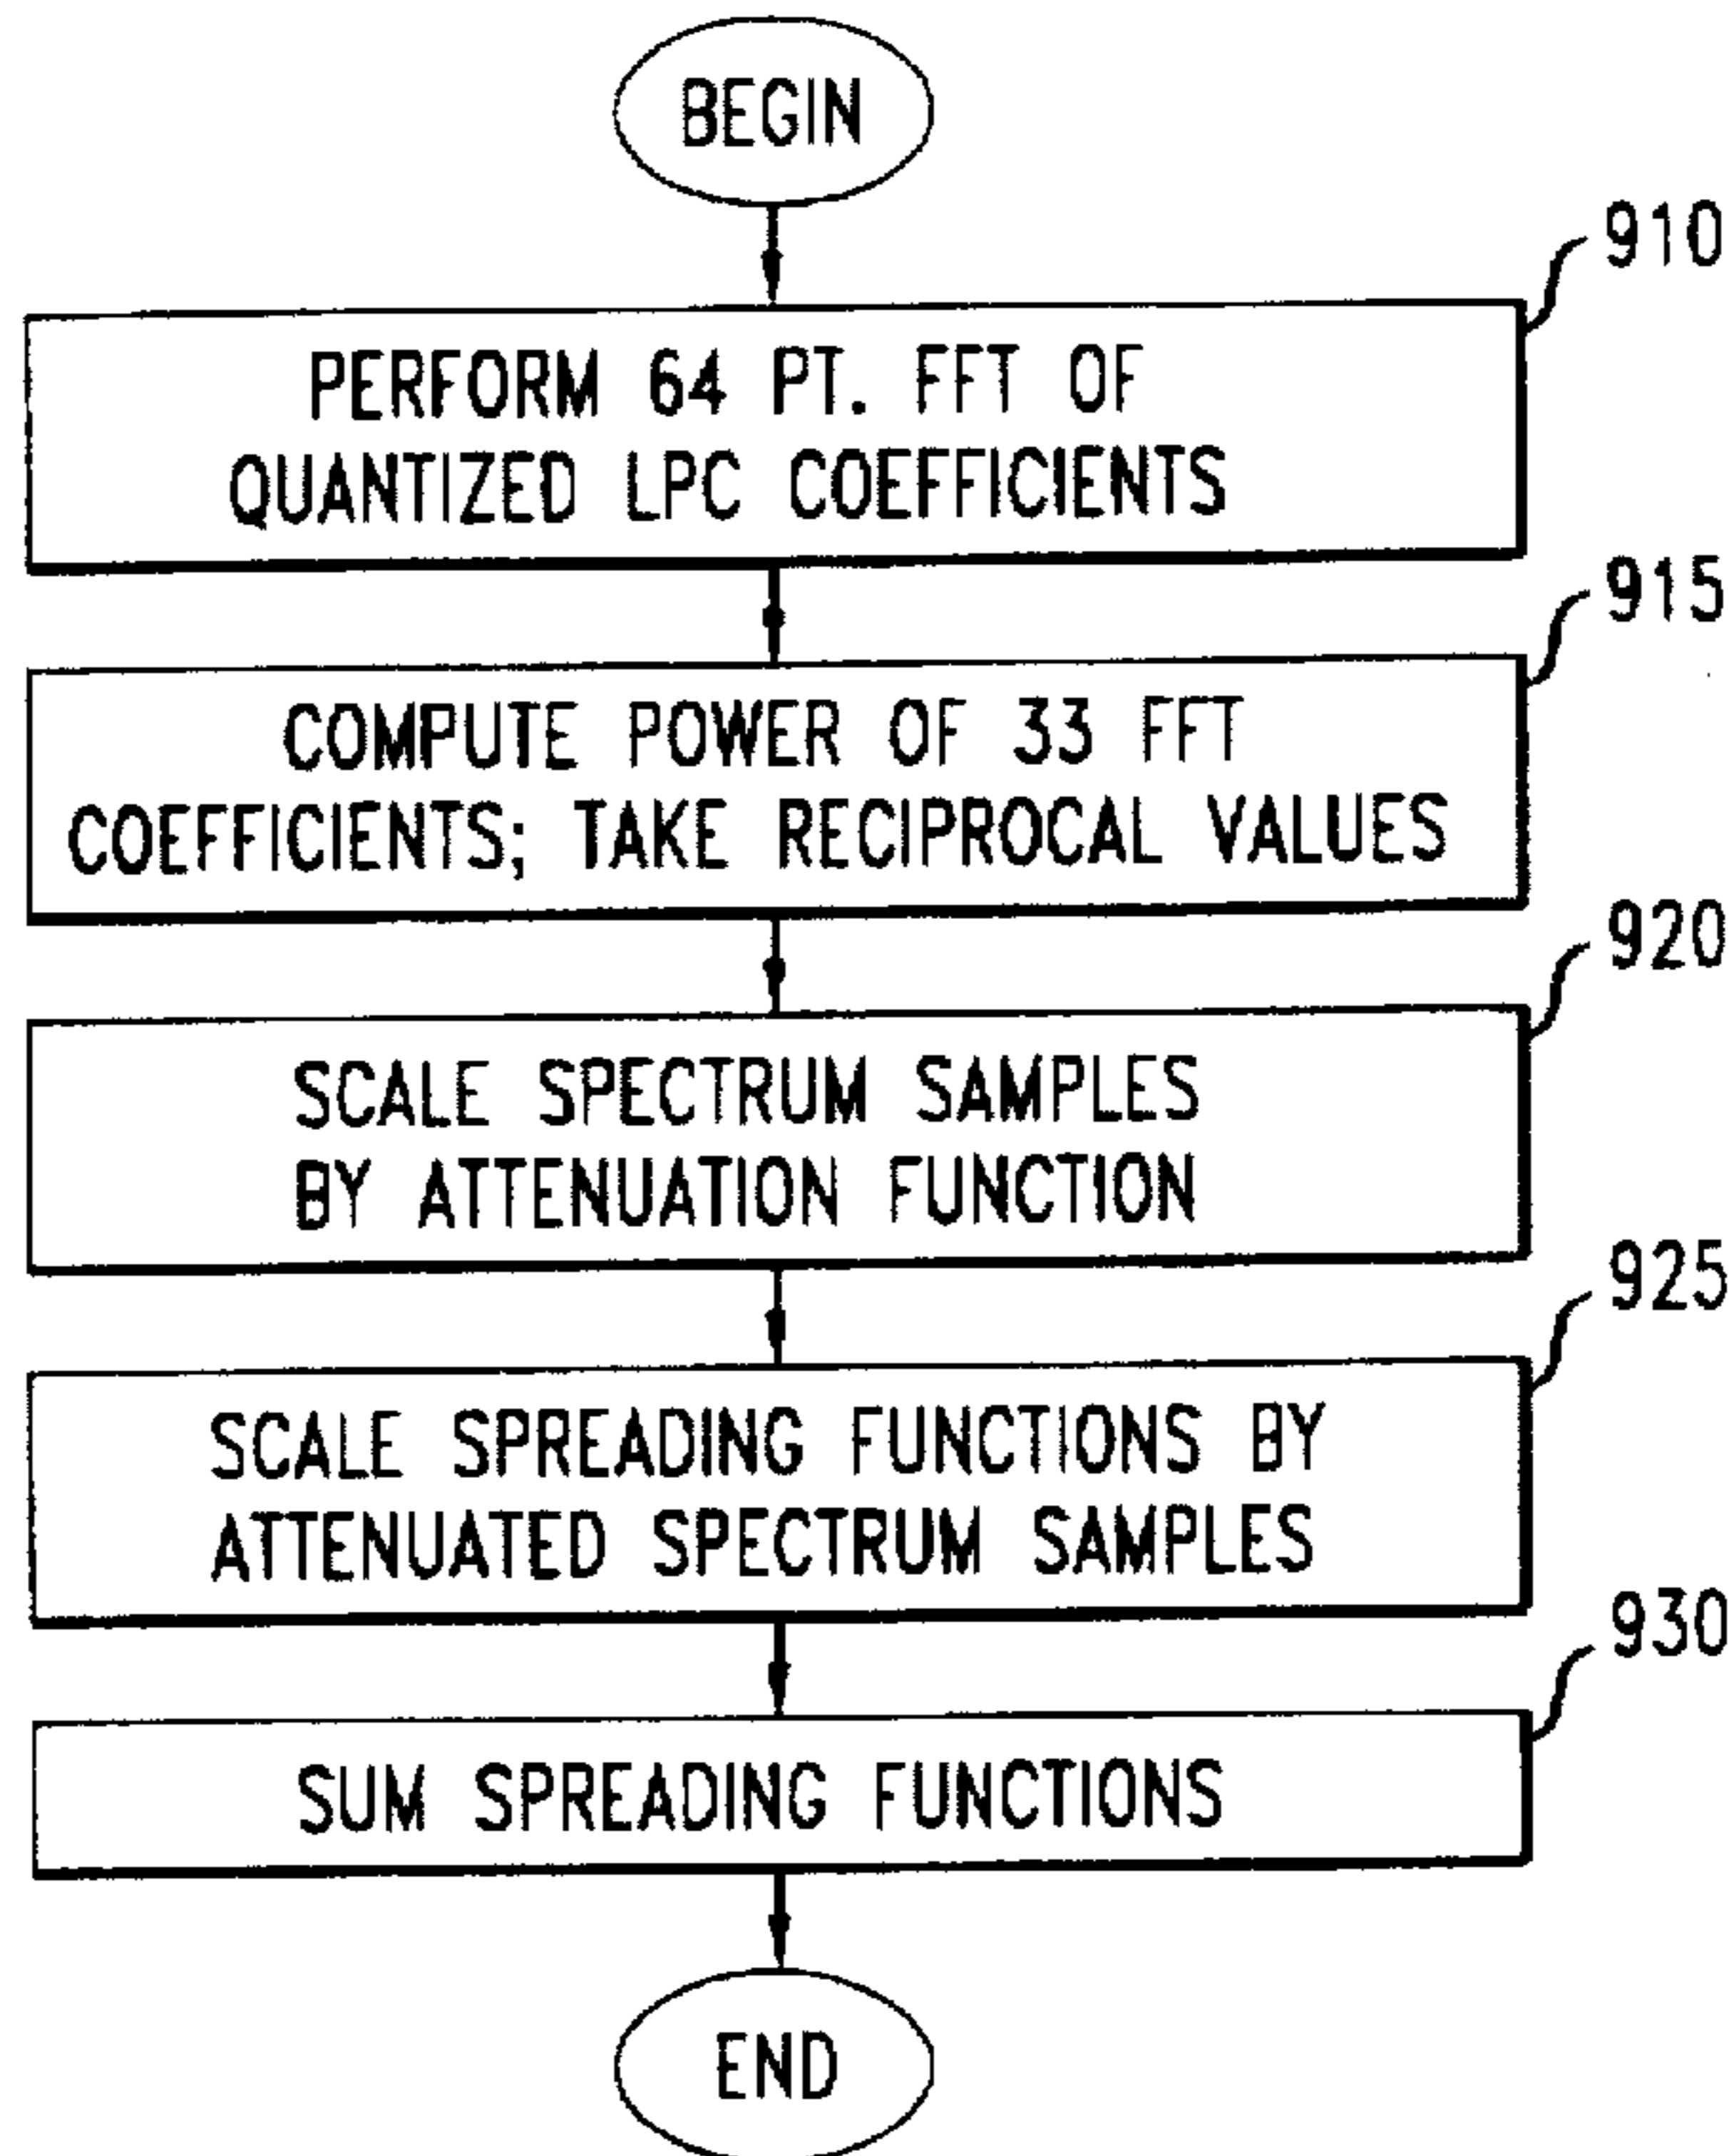 BEGIN
910
PERFORM 64 PT. FFT OF
QUANTIZED LPC COEFFICIENTS
915
COMPUTE POWER OF 33 FFT
COEFFICIENTS; TAKE RECIPROCAL VALUES
920
SCALE SPECTRUM SAMPLES
BY ATTENUATION FUNCTION
925
SCALE SPREADING FUNCTIONS BY
ATTENUATED SPECTRUM SAMPLES
930
SUM SPREADING FUNCTIONS
END